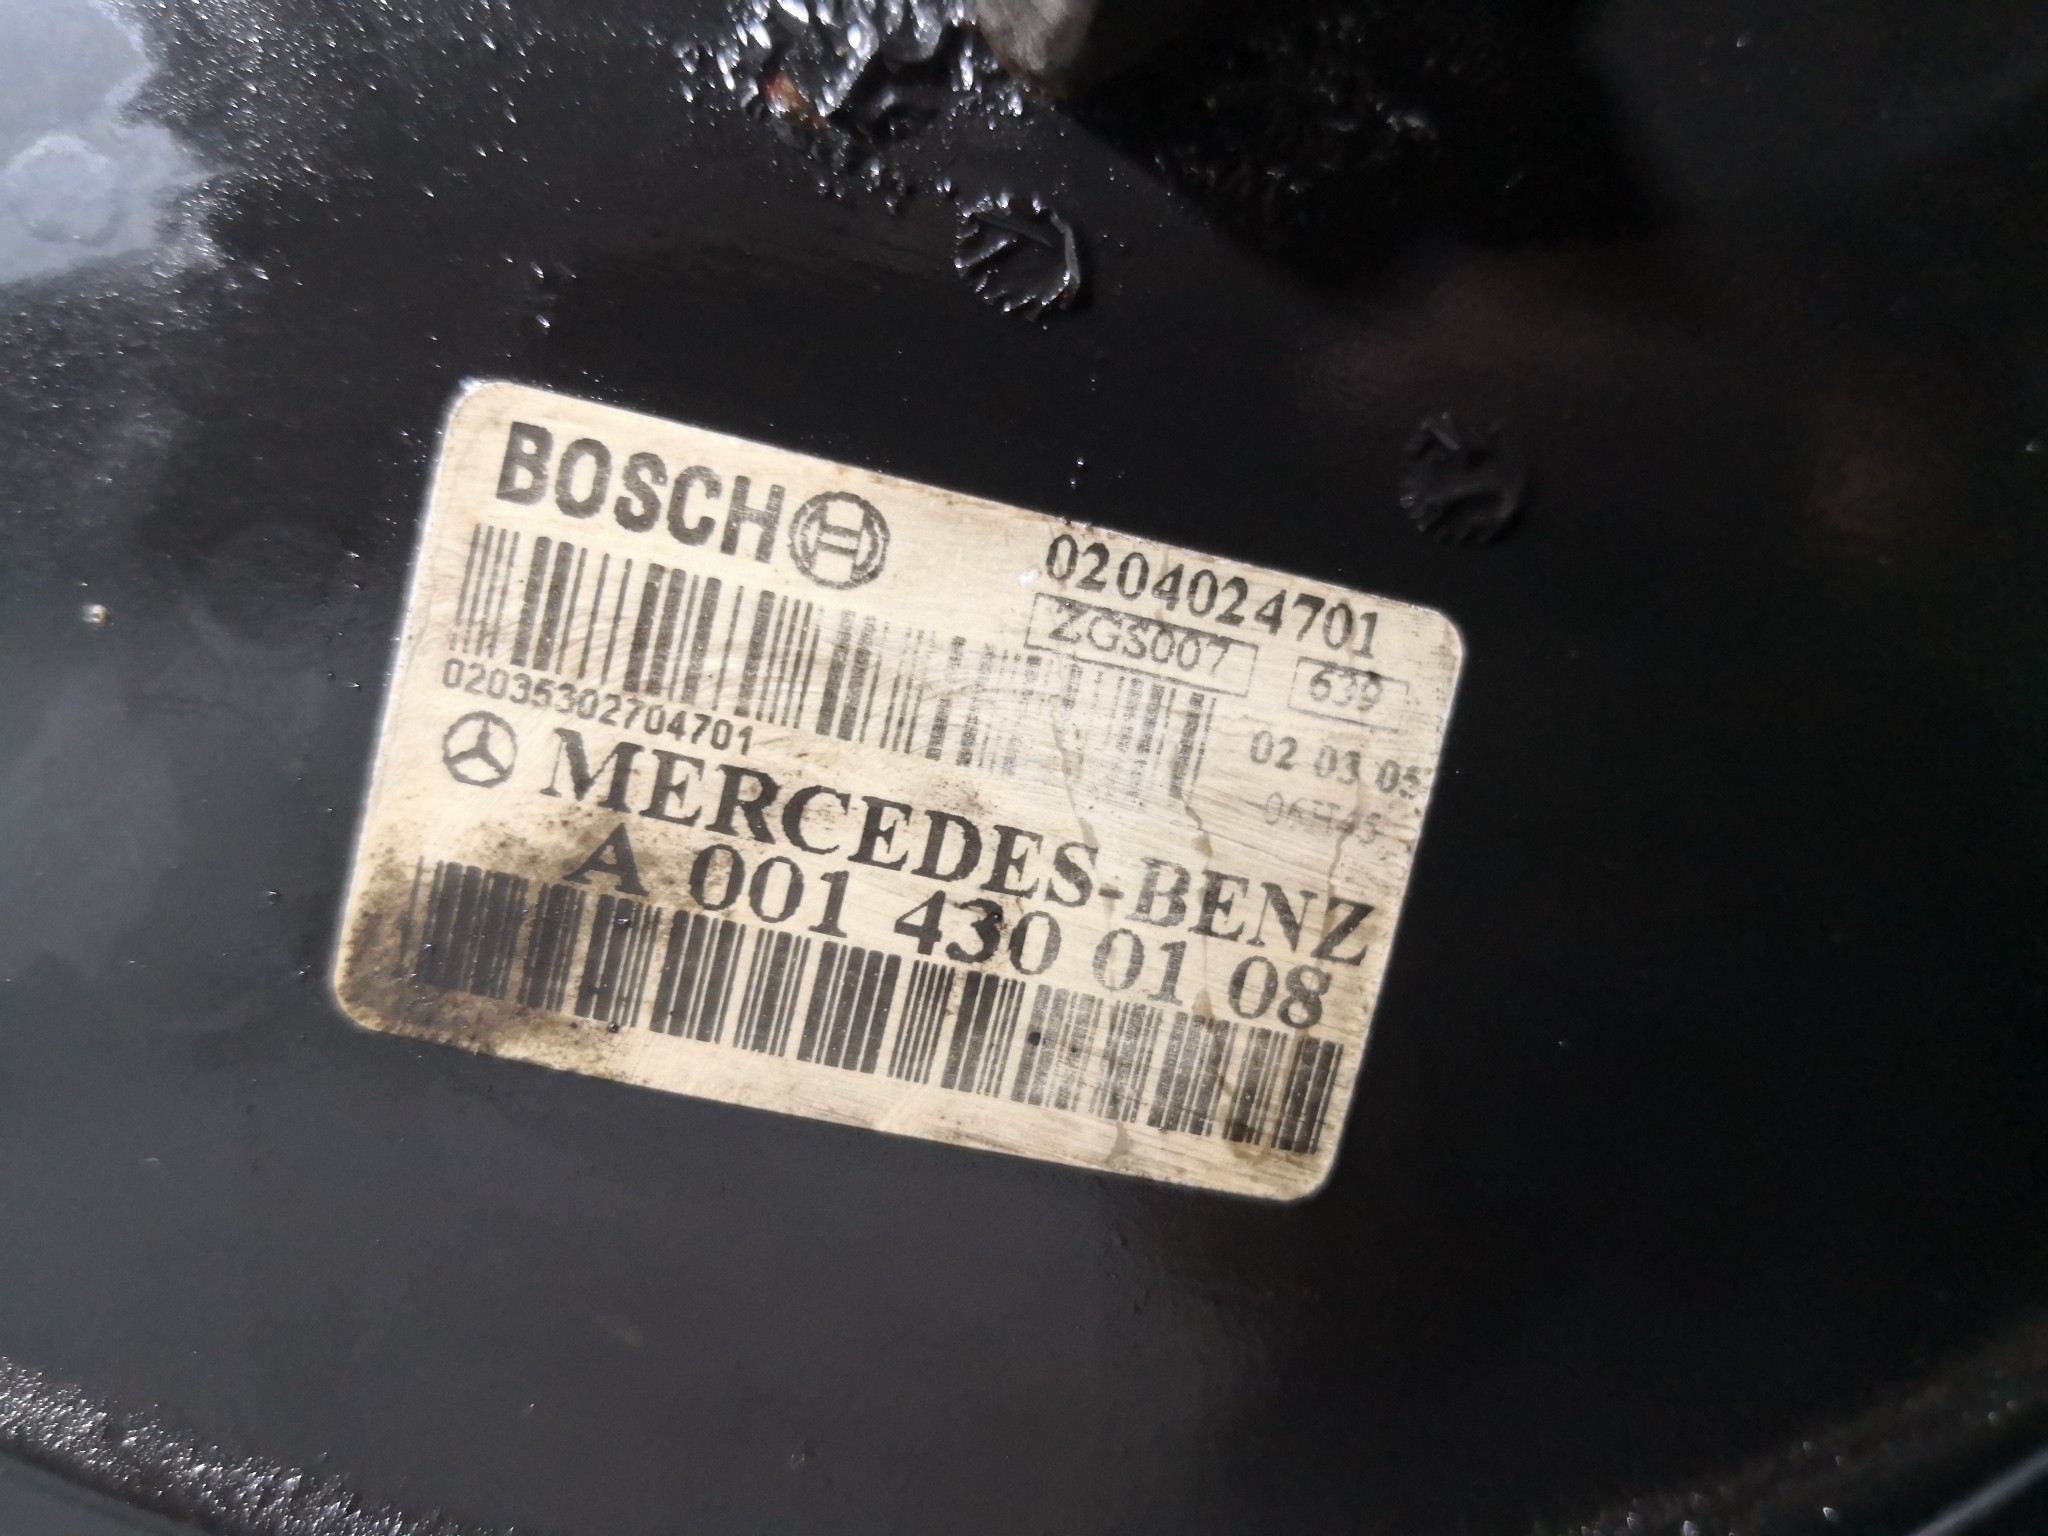 BOSCH
0204024701
ZGS007
639
02035302704701
02 03 05
MERCEDES-BENZ
A 001 430 01 08